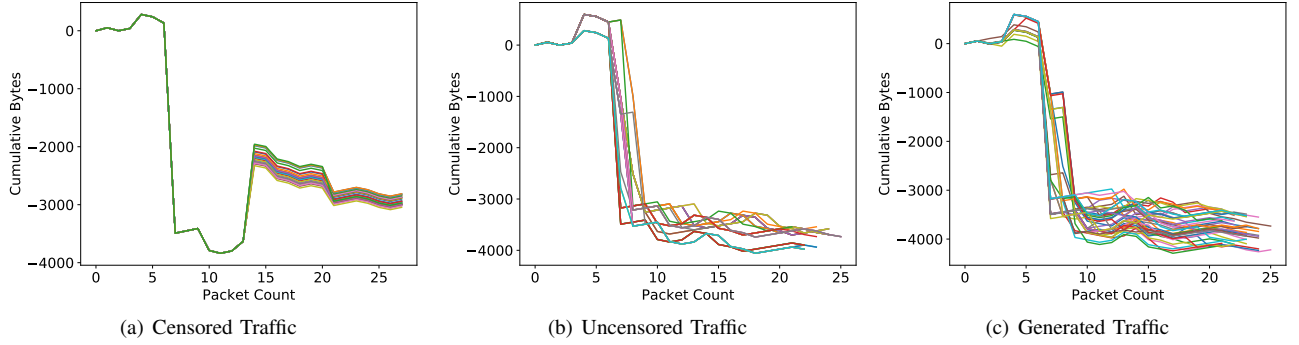 0
−1000
−2000
−3000
−4000
Cumulative Bytes
0 5 10 15 20 25
Packet Count
(a) Censored Traffic
0
−1000
−2000
−3000
−4000
Cumulative Bytes
0 5 10 15 20 25
Packet Count
(b) Uncensored Traffic
0
−1000
−2000
−3000
−4000
Cumulative Bytes
0 5 10 15 20 25
Packet Count
(c) Generated Traffic